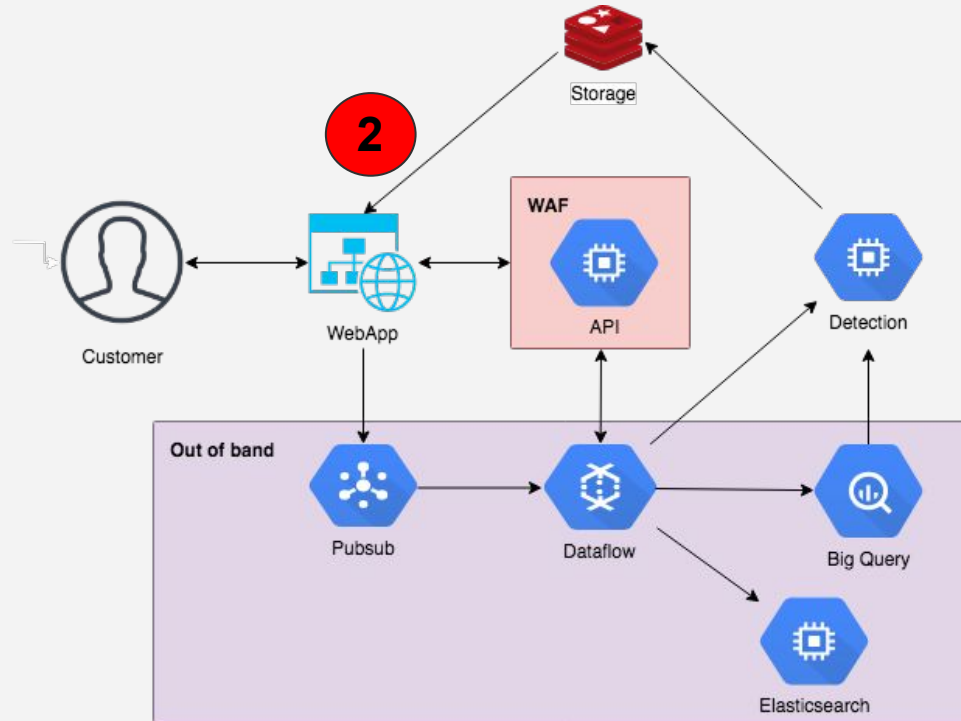 Storage
2
WAF
API
Customer
WebApp
Detection
Out of band
Pubsub
Dataflow
Big Query
Elasticsearch